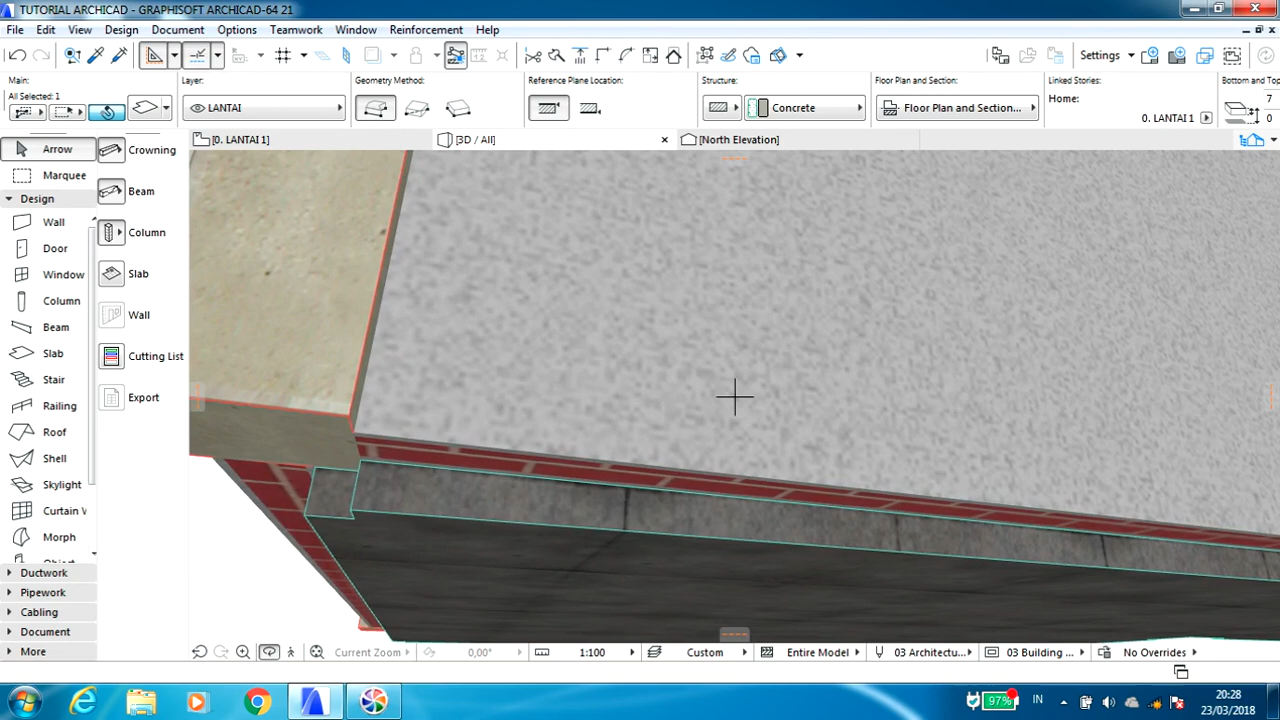 TUTORIAL ARCHICAD - GRAPHISOFT ARCHICAD-64 21
File Edit View Design Document Options Teamwork Window Reinforcement Help
Settings
Main:
All Selected: 1
Layer:
LANTAI
Geometry Method:
Reference Plane Location:
Structure:
Concrete
Floor Plan and Section:
Floor Plan and Section...
Linked Stories:
Home:
0. LANTAI 1
Bottom and Top
7
0
[0. LANTAI 1]
[3D / All]
[North Elevation]
Arrow
Marquee
Design
Wall
Door
Window
Column
Beam
Slab
Stair
Railing
Roof
Shell
Skylight
Curtain W
Morph
Object
Ductwork
Pipework
Cabling
Document
More
Crowning
Beam
Column
Slab
Wall
Cutting List
Export
Current Zoom
0,00°
1:100
Custom
Entire Model
03 Architectu...
03 Building ...
No Overrides
97%
IN
20:28
23/03/2018